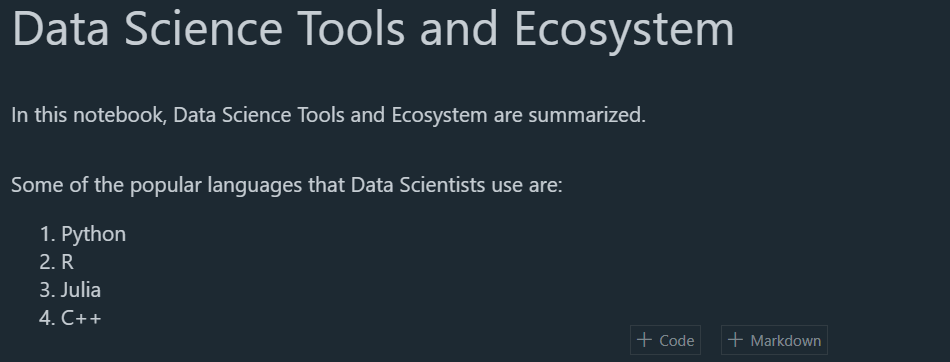 Data Science Tools and Ecosystem
In this notebook, Data Science Tools and Ecosystem are summarized.
Some of the popular languages that Data Scientists use are:
1. Python
2. R
3. Julia
4. C++
+ Code + Markdown